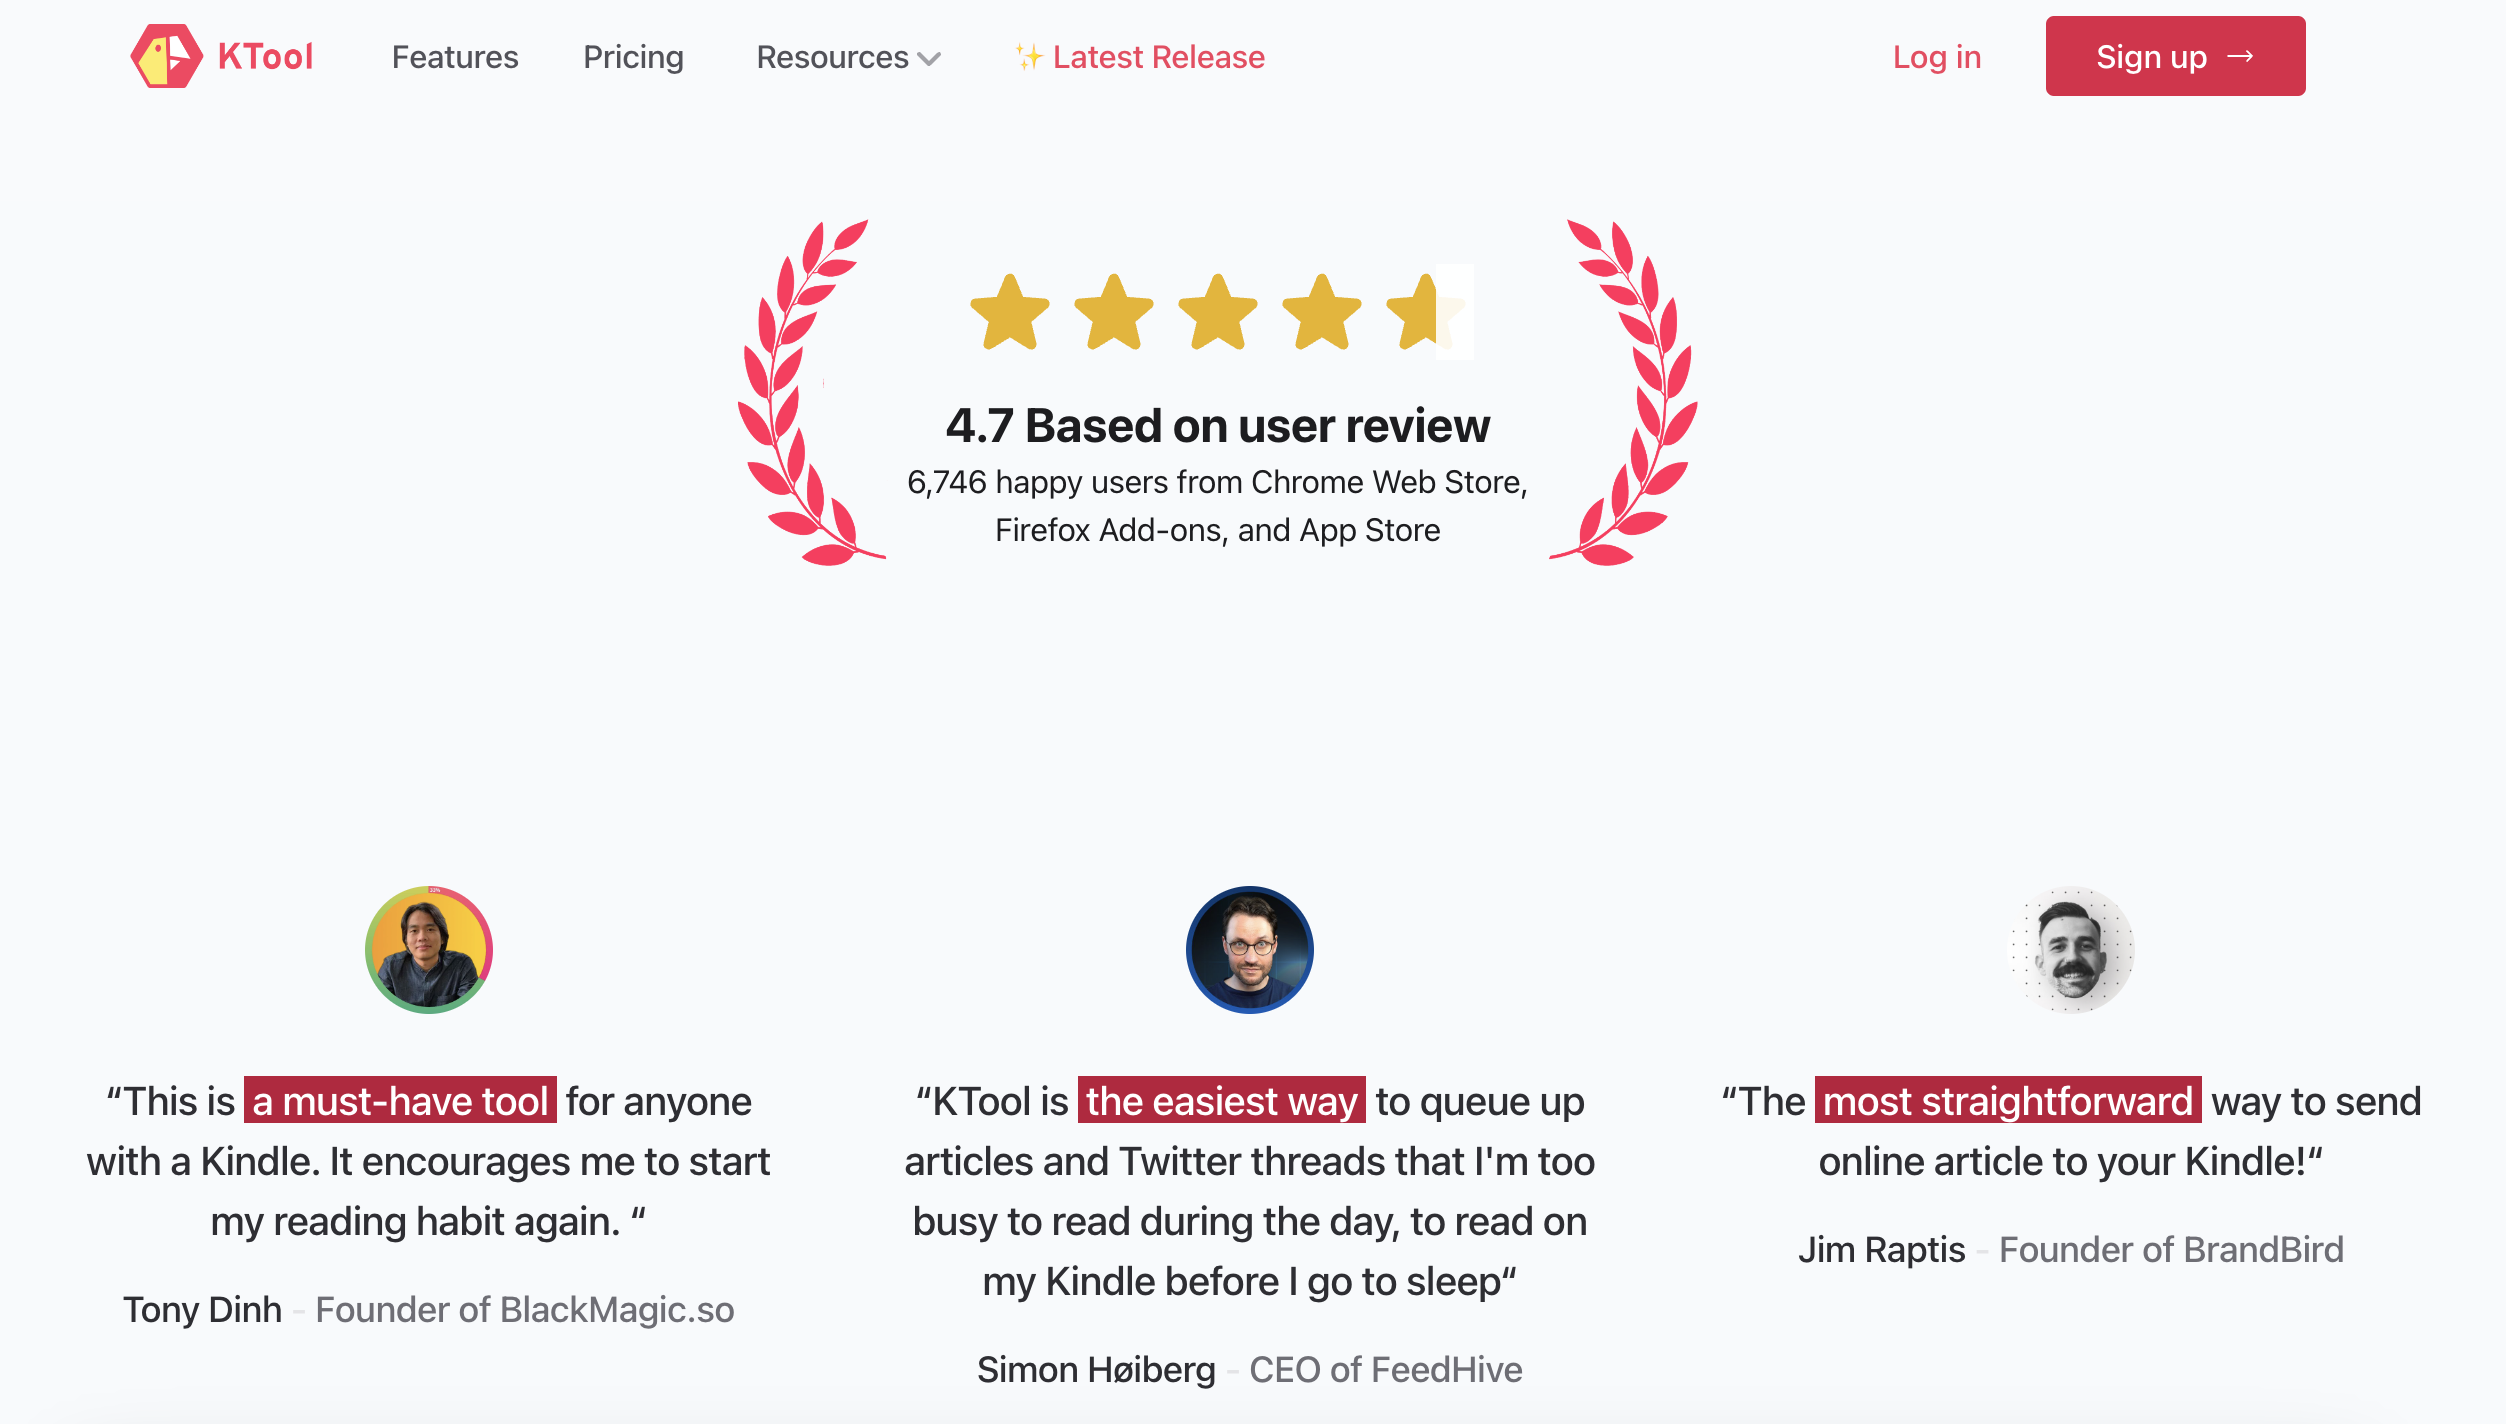 KTool
Features
Pricing
Resources
✨ Latest Release
Log in
Sign up →
4.7 Based on user review
6,746 happy users from Chrome Web Store,
Firefox Add-ons, and App Store
“This is a must-have tool for anyone
with a Kindle. It encourages me to start
my reading habit again. “
Tony Dinh - Founder of BlackMagic.so
“KTool is the easiest way to queue up
articles and Twitter threads that I'm too
busy to read during the day, to read on
my Kindle before I go to sleep“
Simon Høiberg - CEO of FeedHive
“The most straightforward way to send
online article to your Kindle!“
Jim Raptis - Founder of BrandBird